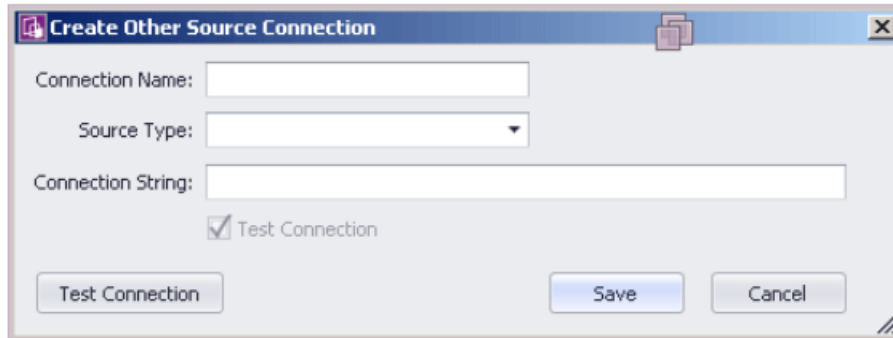 Create Other Source Connection
Connection Name:
Source Type:
Connection String:
Test Connection
Test Connection Save Cancel